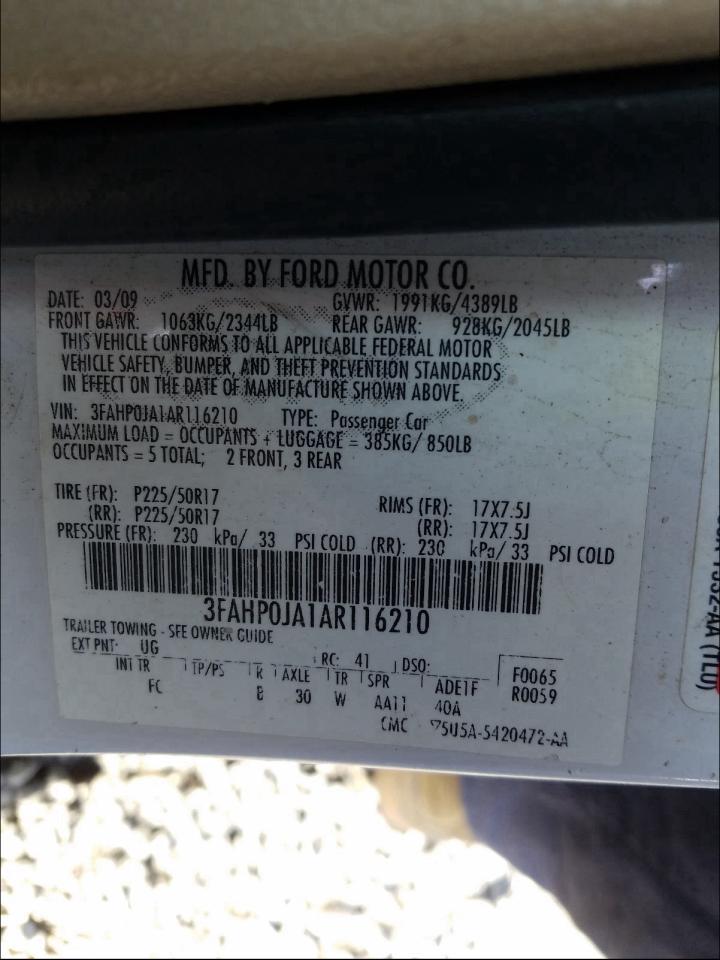 MFD. BY FORD MOTOR CO.
DATE: 03/09 GVWR: 1991KG/4389LB
FRONT GAWR: 1063KG/2344LB REAR GAWR: 928KG/2045LB
THIS VEHICLE CONFORMS TO ALL APPLICABLE FEDERAL MOTOR
VEHICLE SAFETY, BUMPER, AND THEFT PREVENTION STANDARDS
IN EFFECT ON THE DATE OF MANUFACTURE SHOWN ABOVE.
VIN: 3FAHP0JA1AR116210 TYPE: Passenger Car
MAXIMUM LOAD = OCCUPANTS + LUGGAGE = 385KG/ 850LB
OCCUPANTS = 5 TOTAL; 2 FRONT, 3 REAR
TIRE (FR): P225/50R17 RIMS (FR): 17X7.5J
(RR): P225/50R17 (RR): 17X7.5J
PRESSURE (FR): 230 kPa/ 33 PSI COLD (RR): 230 kPa/ 33 PSI COLD
3FAHP0JA1AR116210
TRAILER TOWING - SEE OWNER GUIDE
EXT PNT: UG RC: 41 DSO: F0065
INT TR TP/PS R AXLE TR SPR ADE1F R0059
FC 8 30 W AA11 40A
CMC 5U5A-5420472-AA